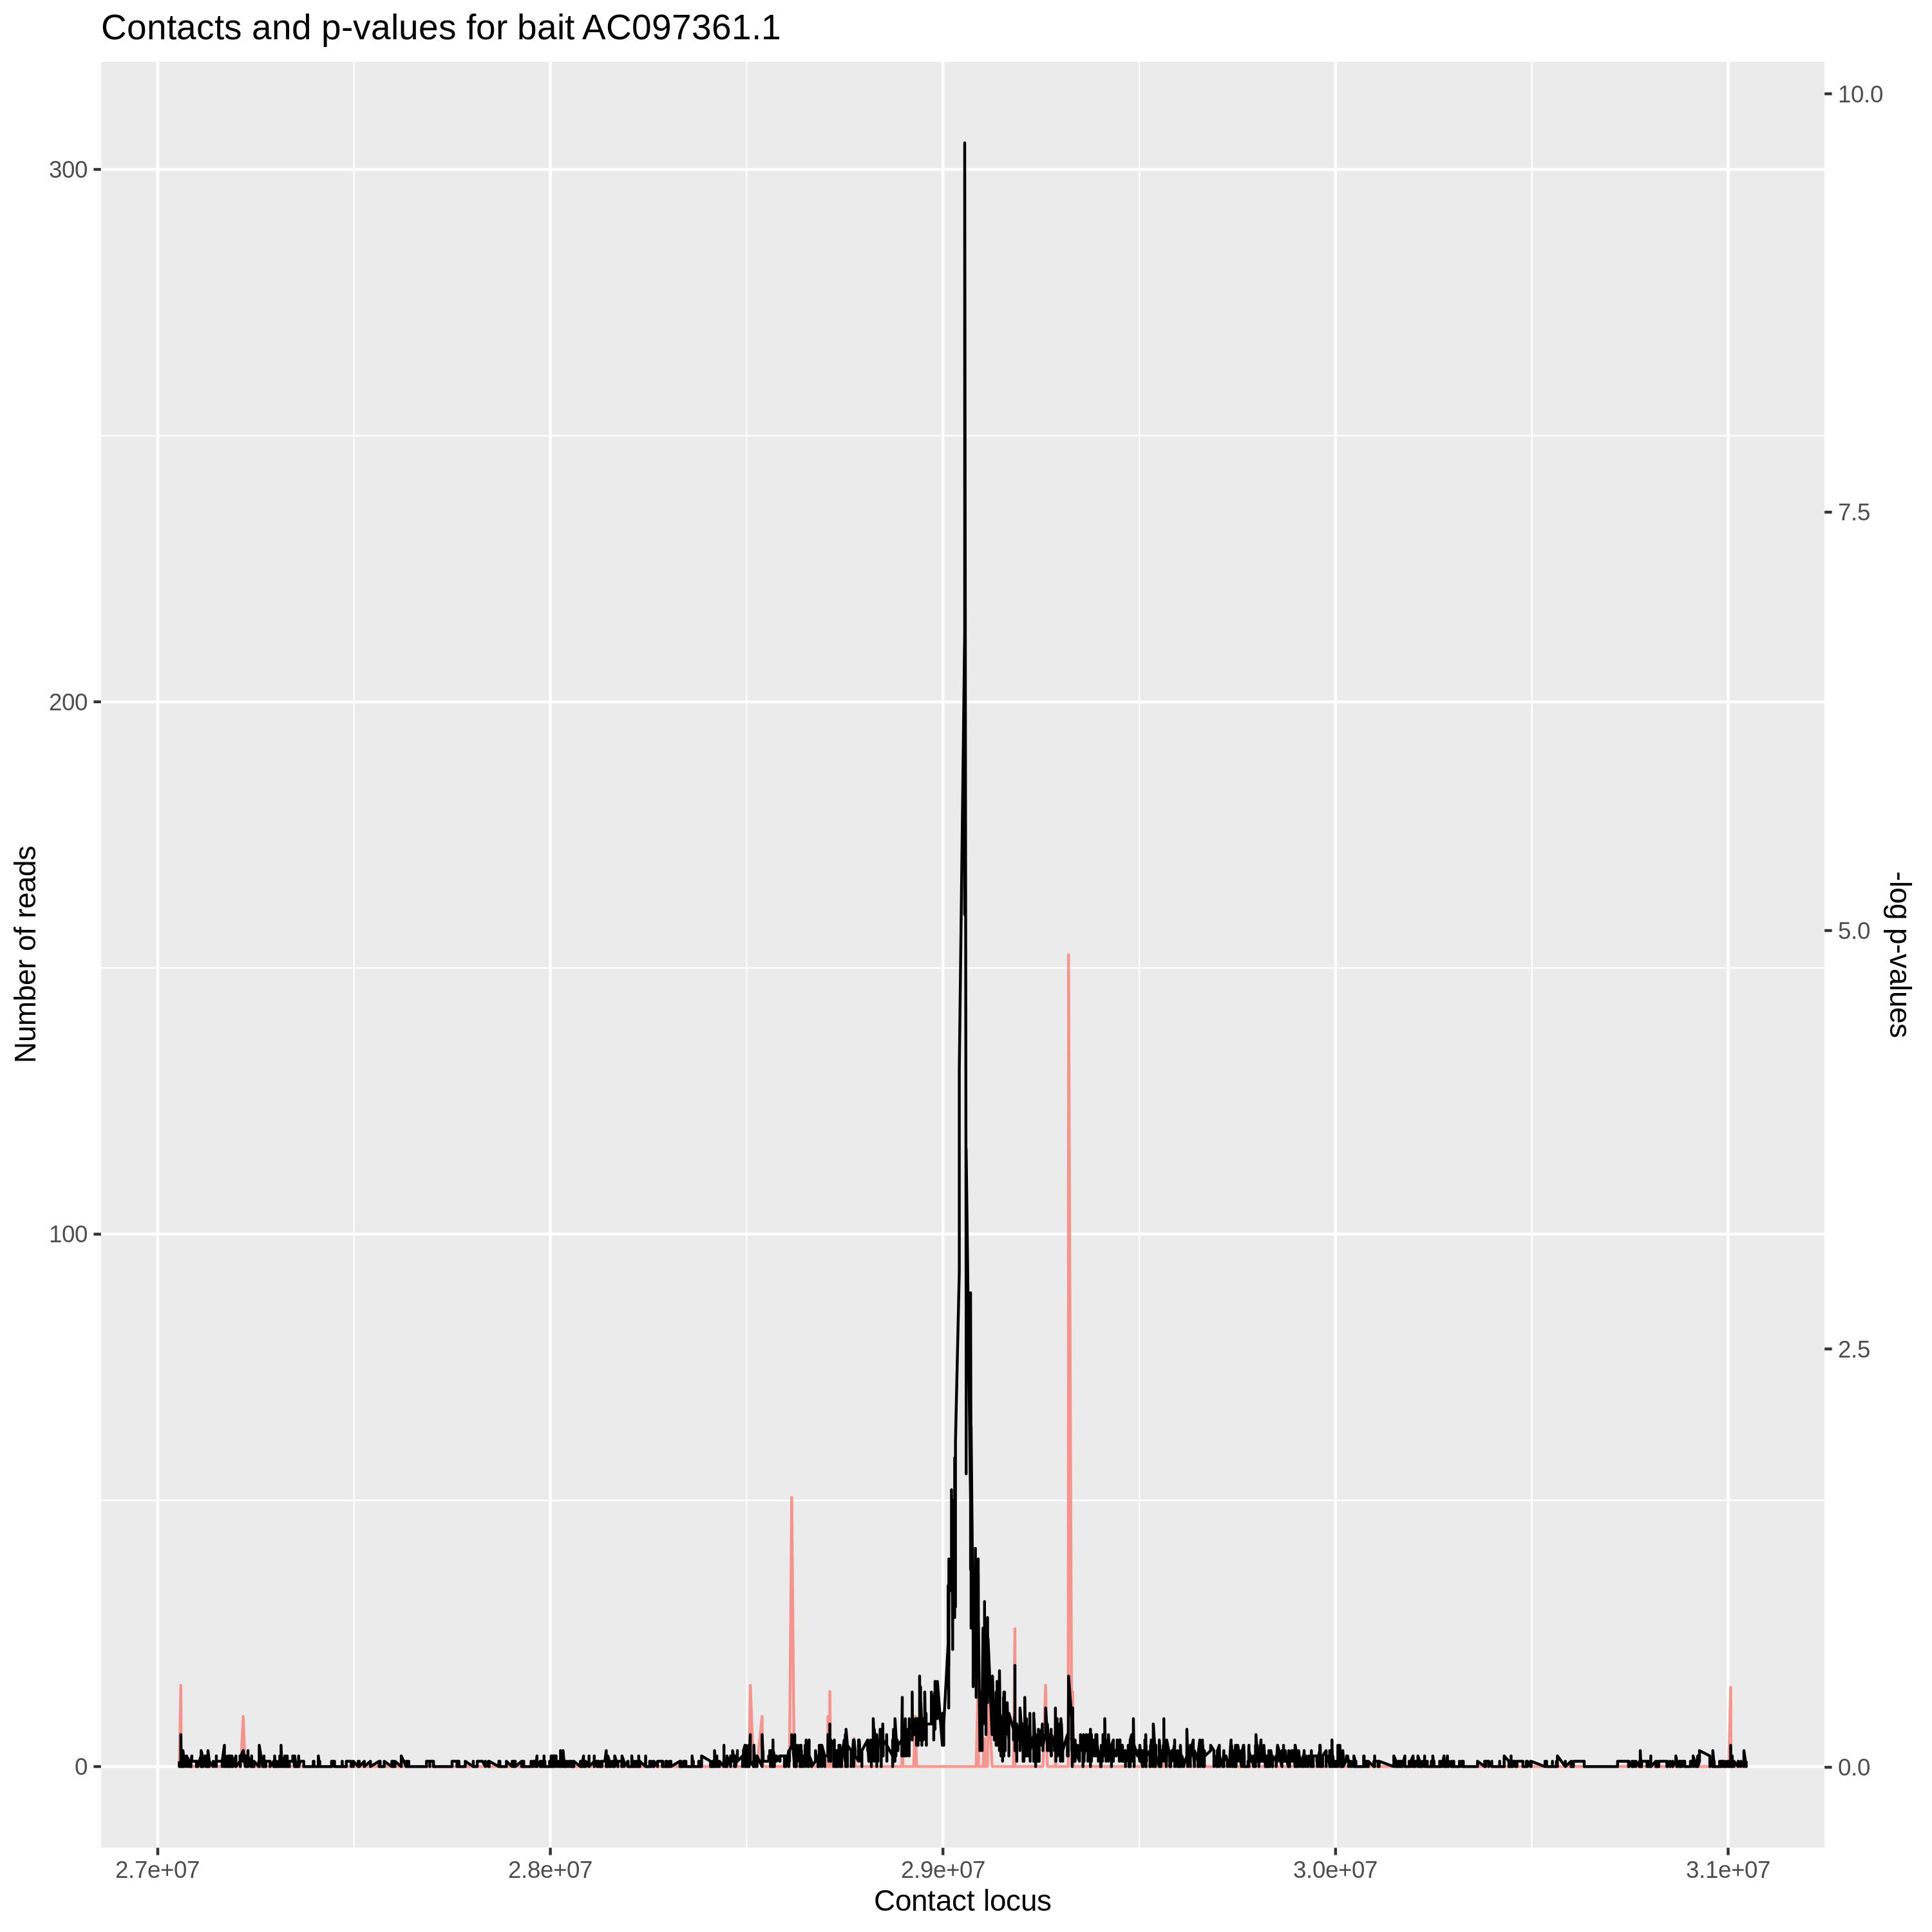 Contacts and p-values for bait AC097361.1
300
200
100
0
Number of reads
10.0
7.5
5.0
2.5
0.0
-log p-values
2.7e+07
2.8e+07
2.9e+07
3.0e+07
3.1e+07
Contact locus